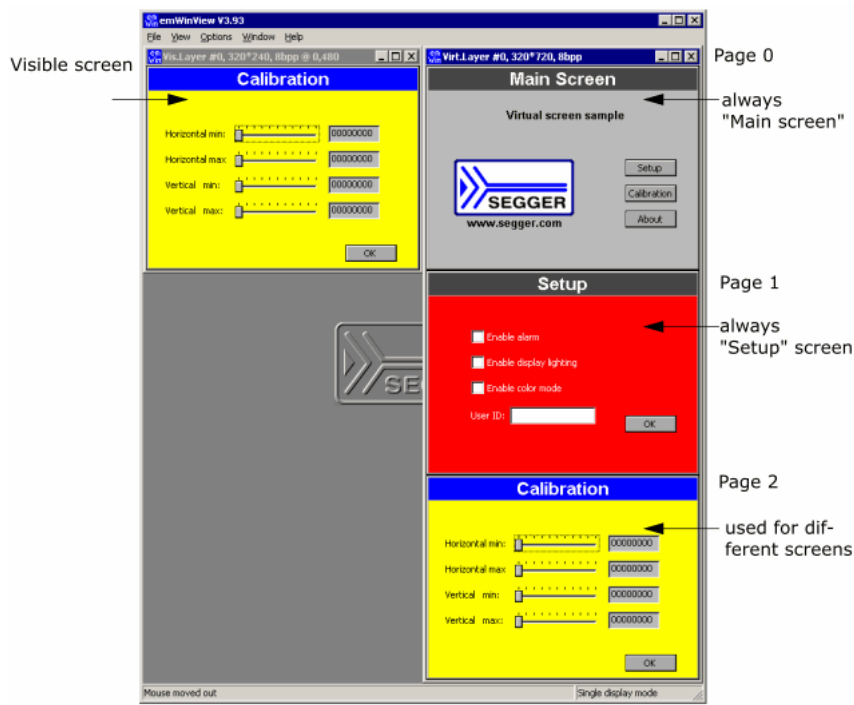 emWinView V3.93
File View Options Window Help
Vis.Layer #0, 320*240, 8bpp @ 0,480
Visible screen
Calibration
Horizontal min:
00000000
Horizontal max
00000000
Vertical min:
00000000
Vertical max:
00000000
OK
SEG
Virt.Layer #0, 320*720, 8bpp
Page 0
Main Screen
always
"Main screen"
Virtual screen sample
SEGGER
www.segger.com
Setup
Calibration
About
Page 1
Setup
always
"Setup" screen
Enable alarm
Enable display lighting
Enable color mode
User ID:
OK
Page 2
Calibration
used for dif-
ferent screens
Horizontal min:
00000000
Horizontal max
00000000
Vertical min:
00000000
Vertical max:
00000000
OK
Mouse moved out
Single display mode